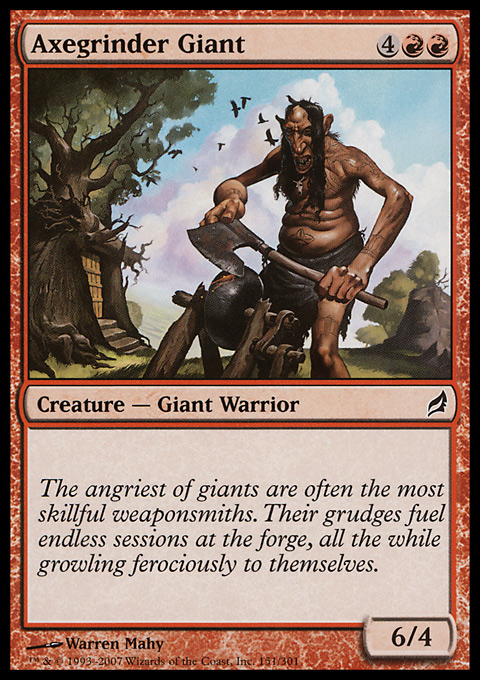 Axegrinder Giant 4
Creature — Giant Warrior
The angriest of giants are often the most
skillful weaponsmiths. Their grudges fuel
endless sessions at the forge, all the while
growling ferociously to themselves.
6/4
Warren Mahy
™ & © 1993–2007 Wizards of the Coast, Inc. 151/301